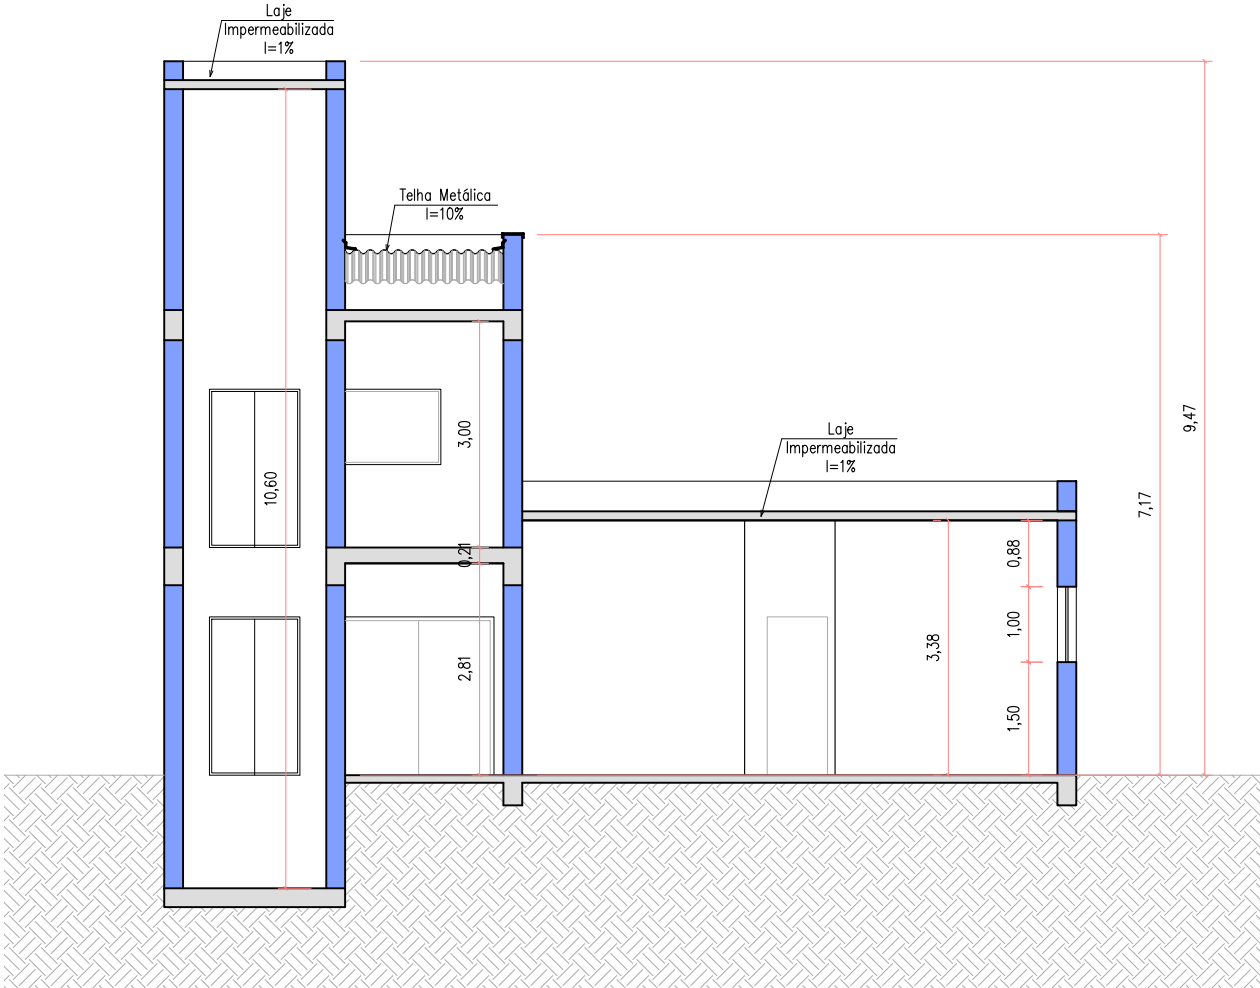 Laje
Impermeabilizada
I=1%
Telha Metálica
I=10%
9,47
3,00
Laje
Impermeabilizada
I=1%
10,60
7,17
0,21
0,88
1,00
3,38
2,81
1,50